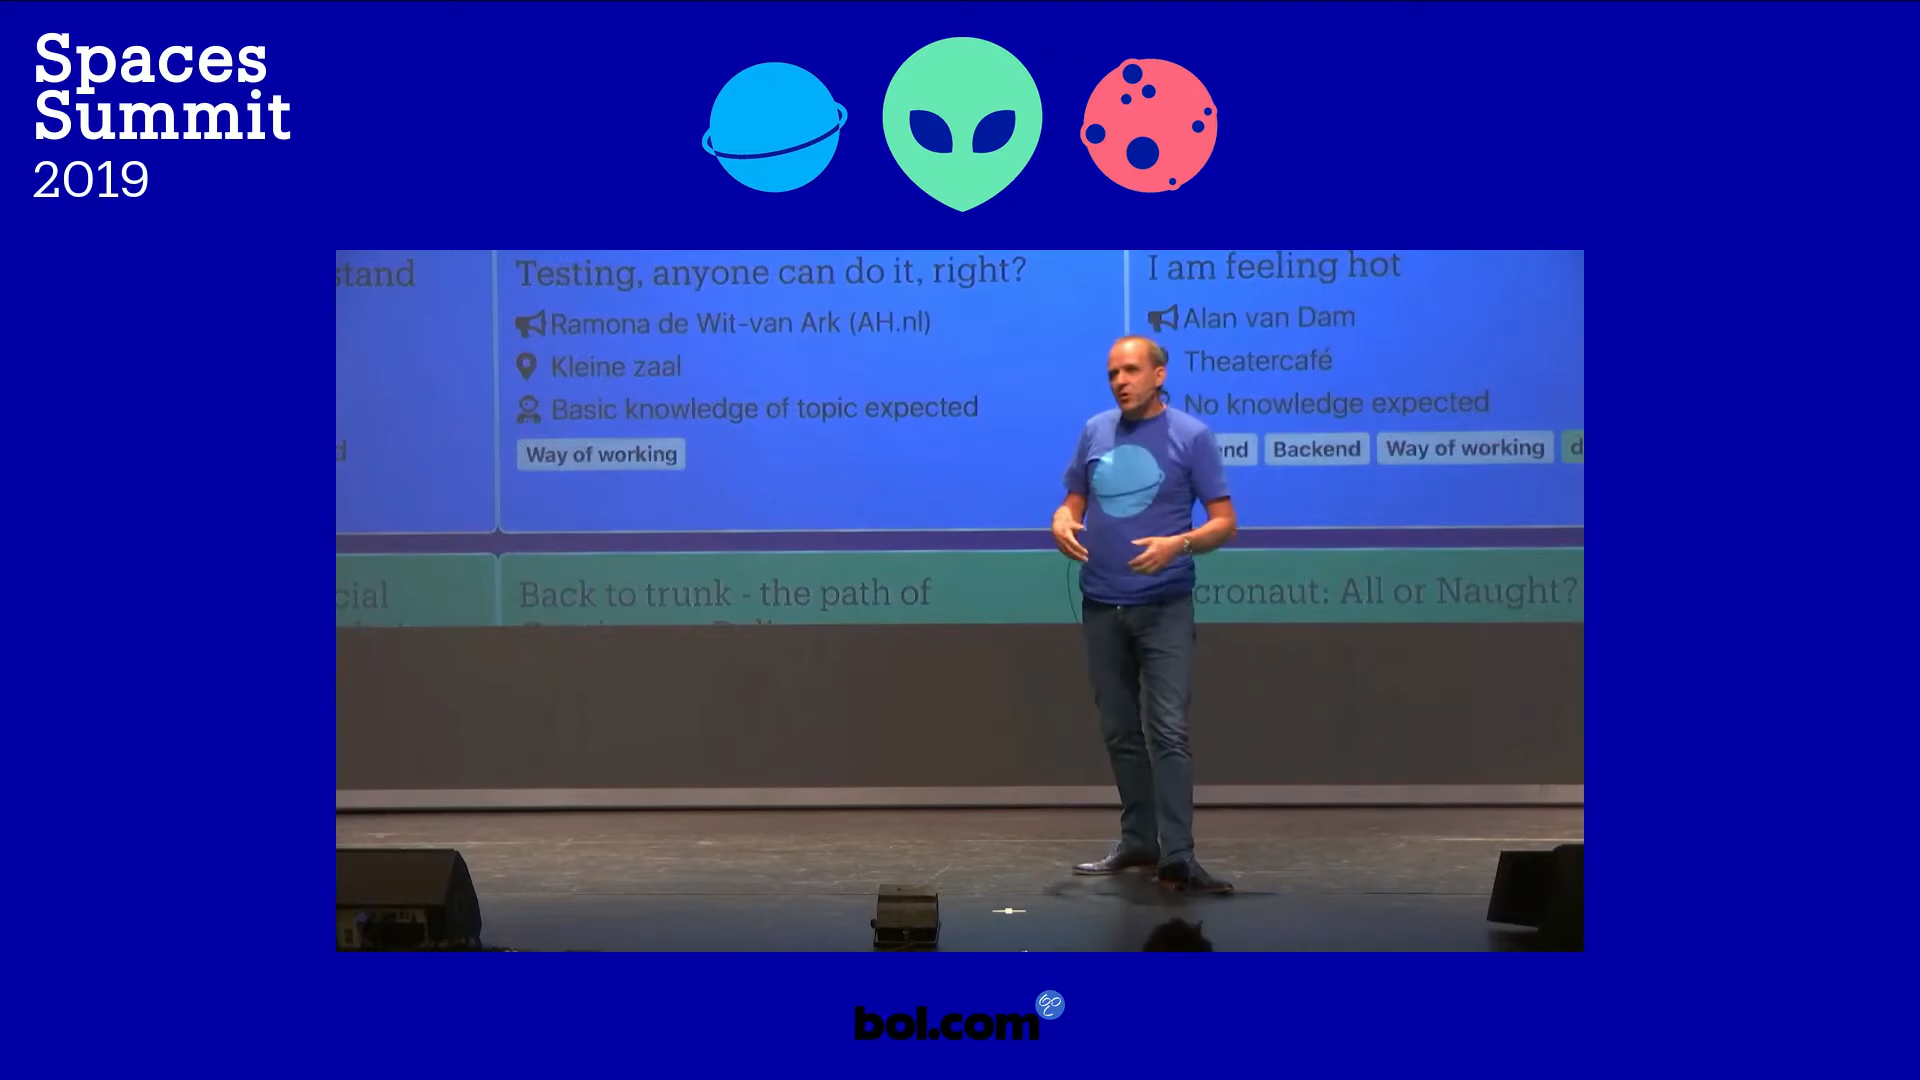 Spaces
Summit
2019
stand
Testing, anyone can do it, right?
Ramona de Wit-van Ark (AH.nl)
Kleine zaal
Basic knowledge of topic expected
Way of working
I am feeling hot
Alan van Dam
Theatercafé
No knowledge expected
nd
Backend
Way of working
d
cial
Back to trunk - the path of
cronaut: All or Naught?
bol.com